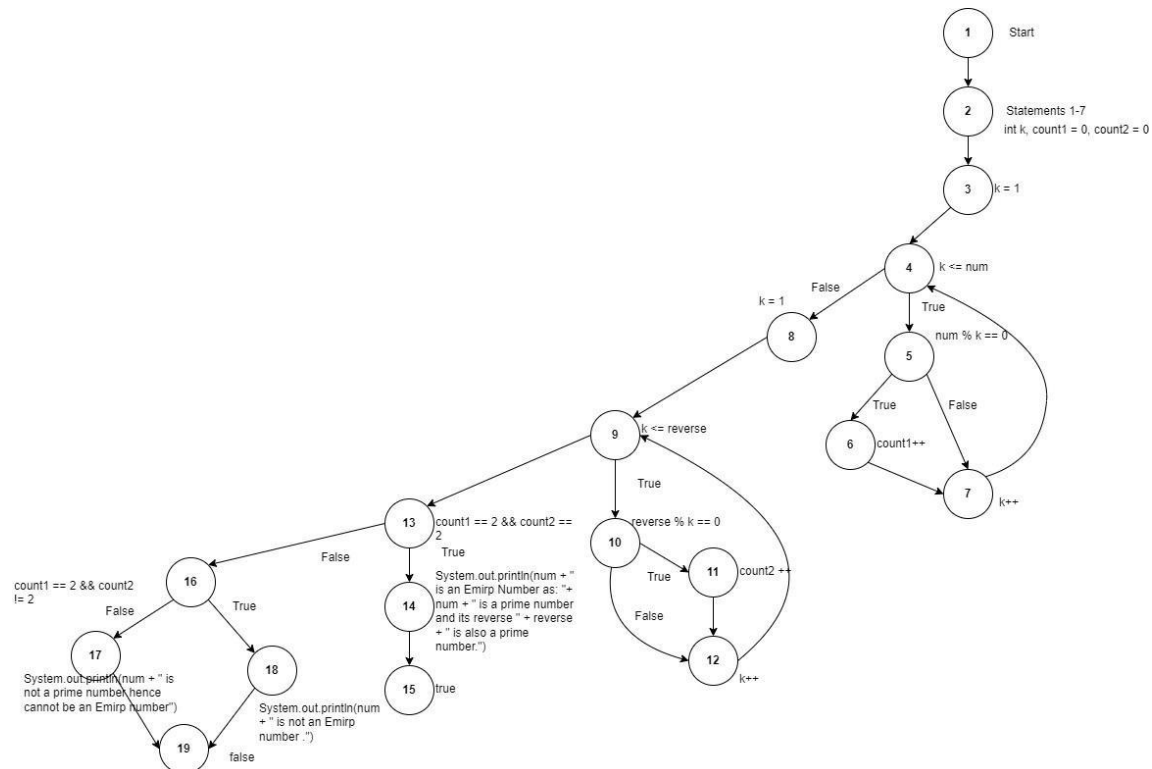 1
Start
2
Statements 1-7
int k, count1 = 0, count2 = 0
3
k = 1
4
k <= num
False
True
k = 1
8
num % k == 0
5
True
False
6
count1++
7
k++
9
k <= reverse
True
10
reverse % k == 0
True
11
count2 ++
False
12
k++
13
count1 == 2 && count2 ==
2
False
True
14
System.out.println(num + "
is an Emirp Number as: "+
num + " is a prime number
and its reverse " + reverse
+ " is also a prime
number.")
15
true
16
count1 == 2 && count2
!= 2
False
True
17
System.out.println(num + " is
not a prime number hence
cannot be an Emirp number")
18
System.out.println(num
+ " is not an Emirp
number .")
19
false